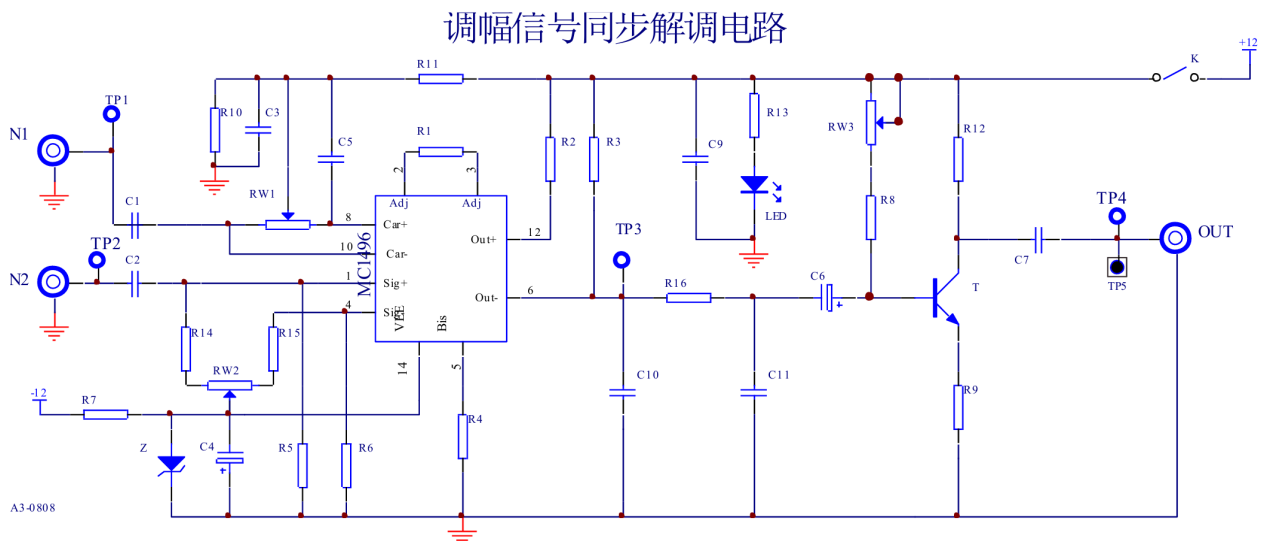 调幅信号同步解调电路
+12
K
R11
TP1
R10
C3
N1
C5
R1
R2
R3
C9
R13
RW3
R12
2
3
RW1
Adj
Adj
LED
R8
C1
8
Car+
TP2
10
Car-
MC1496
Out+
12
TP3
TP4
OUT
N2
C2
1
Sig+
Out-
6
R16
C6
+
T
C7
TP5
4
Sig-
VEE
Bis
R14
R15
RW2
14
5
C10
C11
R9
-12
R7
Z
C4
+
R5
R6
R4
A3-0808